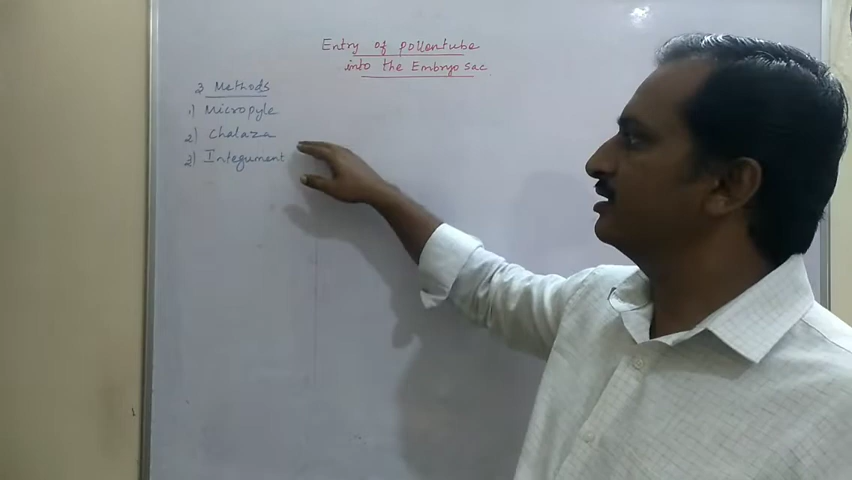 Entry of pollentube
into the Embryo sac.
3 Methods
1) Micropyle
2) Chalaza
3) Integument